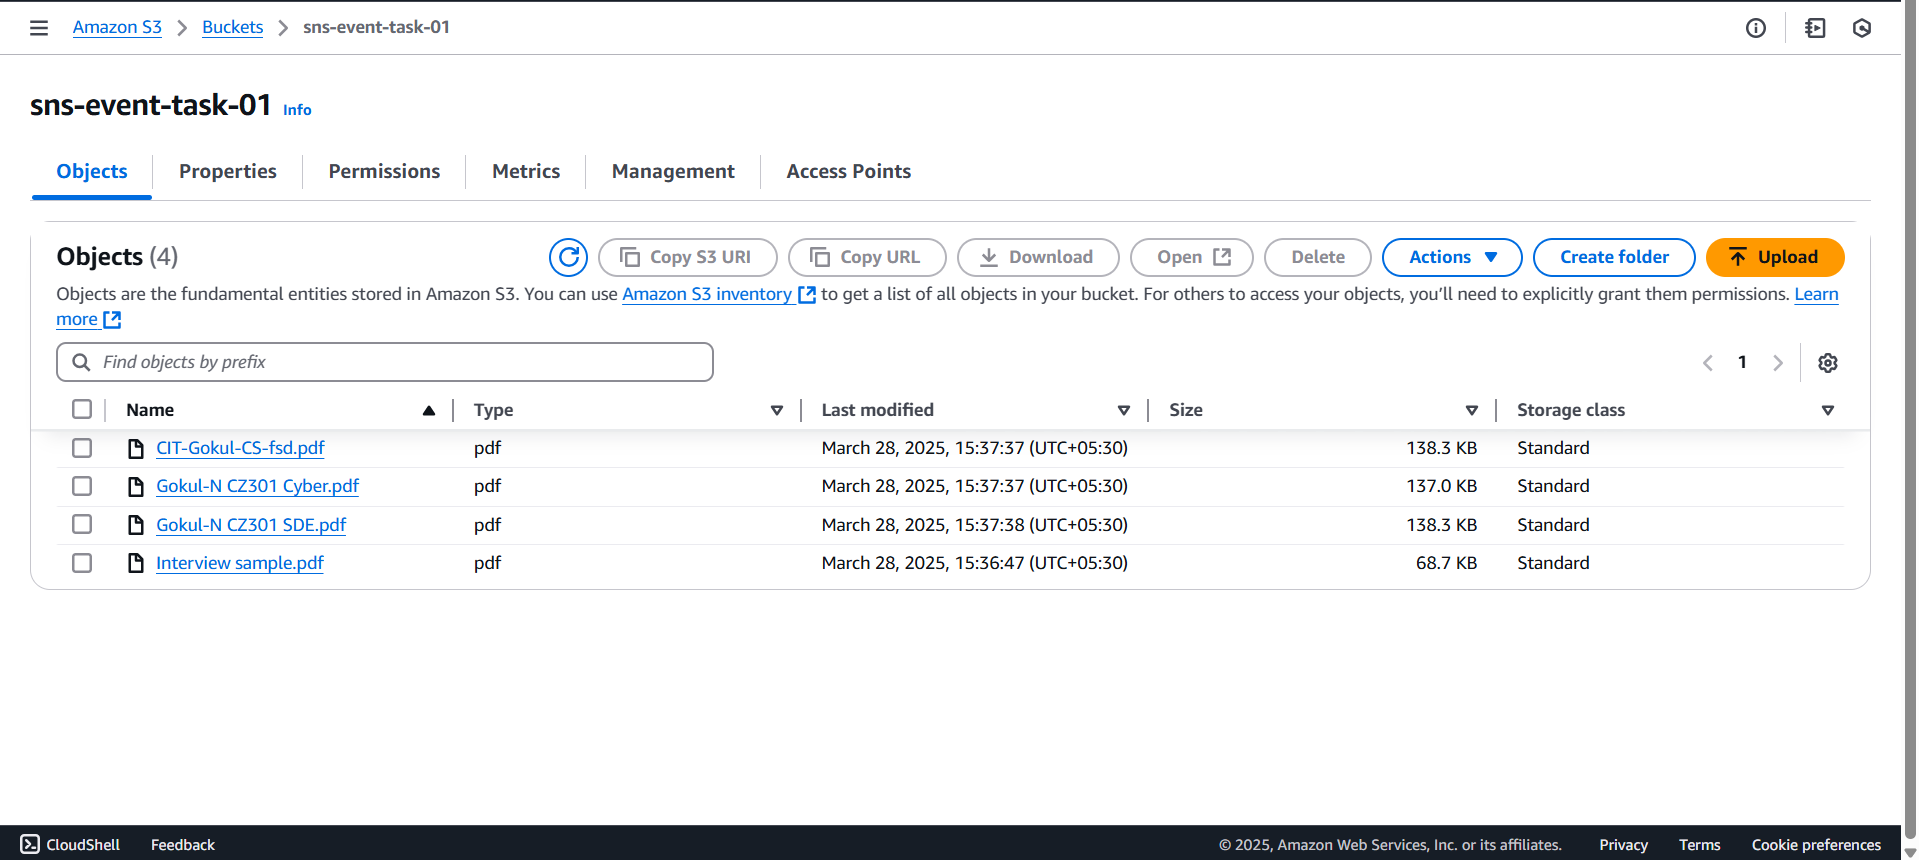 Amazon S3 Buckets sns-event-task-01
sns-event-task-01 Info
Objects Properties Permissions Metrics Management Access Points
Objects (4) Copy S3 URI Copy URL Download Open Delete Actions Create folder Upload
Objects are the fundamental entities stored in Amazon S3. You can use Amazon S3 inventory to get a list of all objects in your bucket. For others to access your objects, you’ll need to explicitly grant them permissions. Learn
more
Find objects by prefix 1
Name Type Last modified Size Storage class
CIT-Gokul-CS-fsd.pdf pdf March 28, 2025, 15:37:37 (UTC+05:30) 138.3 KB Standard
Gokul-N CZ301 Cyber.pdf pdf March 28, 2025, 15:37:37 (UTC+05:30) 137.0 KB Standard
Gokul-N CZ301 SDE.pdf pdf March 28, 2025, 15:37:38 (UTC+05:30) 138.3 KB Standard
Interview sample.pdf pdf March 28, 2025, 15:36:47 (UTC+05:30) 68.7 KB Standard
CloudShell Feedback © 2025, Amazon Web Services, Inc. or its affiliates. Privacy Terms Cookie preferences